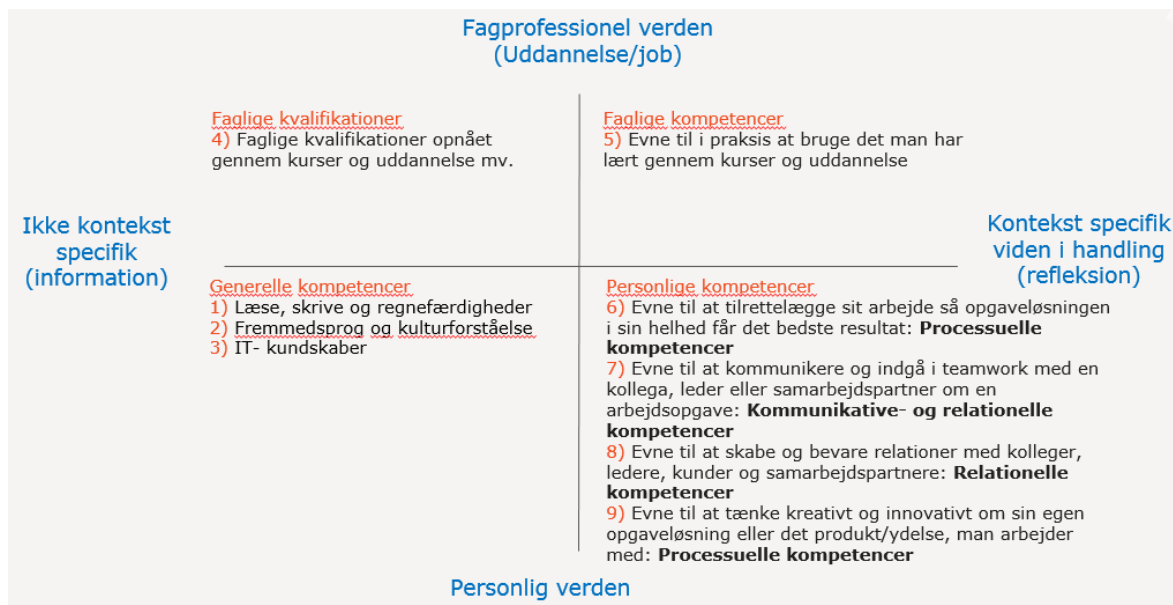 Fagprofessionel verden
(Uddannelse/job)
Faglige kvalifikationer
4) Faglige kvalifikationer opnået
gennem kurser og uddannelse mv.
Faglige kompetencer
5) Evne til i praksis at bruge det man har
lært gennem kurser og uddannelse
Ikke kontekst
specifik
(information)
Kontekst specifik
viden i handling
(refleksion)
Generelle kompetencer
1) Læse, skrive og regnefærdigheder
2) Fremmedsprog og kulturforståelse
3) IT- kundskaber
Personlige kompetencer
6) Evne til at tilrettelægge sit arbejde så opgaveløsningen
i sin helhed får det bedste resultat: Processuelle
kompetencer
7) Evne til at kommunikere og indgå i teamwork med en
kollega, leder eller samarbejdspartner om en
arbejdsopgave: Kommunikative- og relationelle
kompetencer
8) Evne til at skabe og bevare relationer med kolleger,
ledere, kunder og samarbejdspartnere: Relationelle
kompetencer
9) Evne til at tænke kreativt og innovativt om sin egen
opgaveløsning eller det produkt/ydelse, man arbejder
med: Processuelle kompetencer
Personlig verden